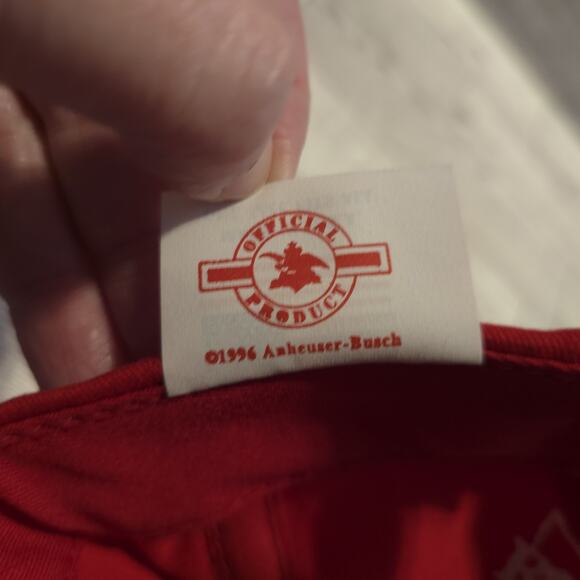 OFFICIAL
PRODUCT
©1996 Anheuser-Busch